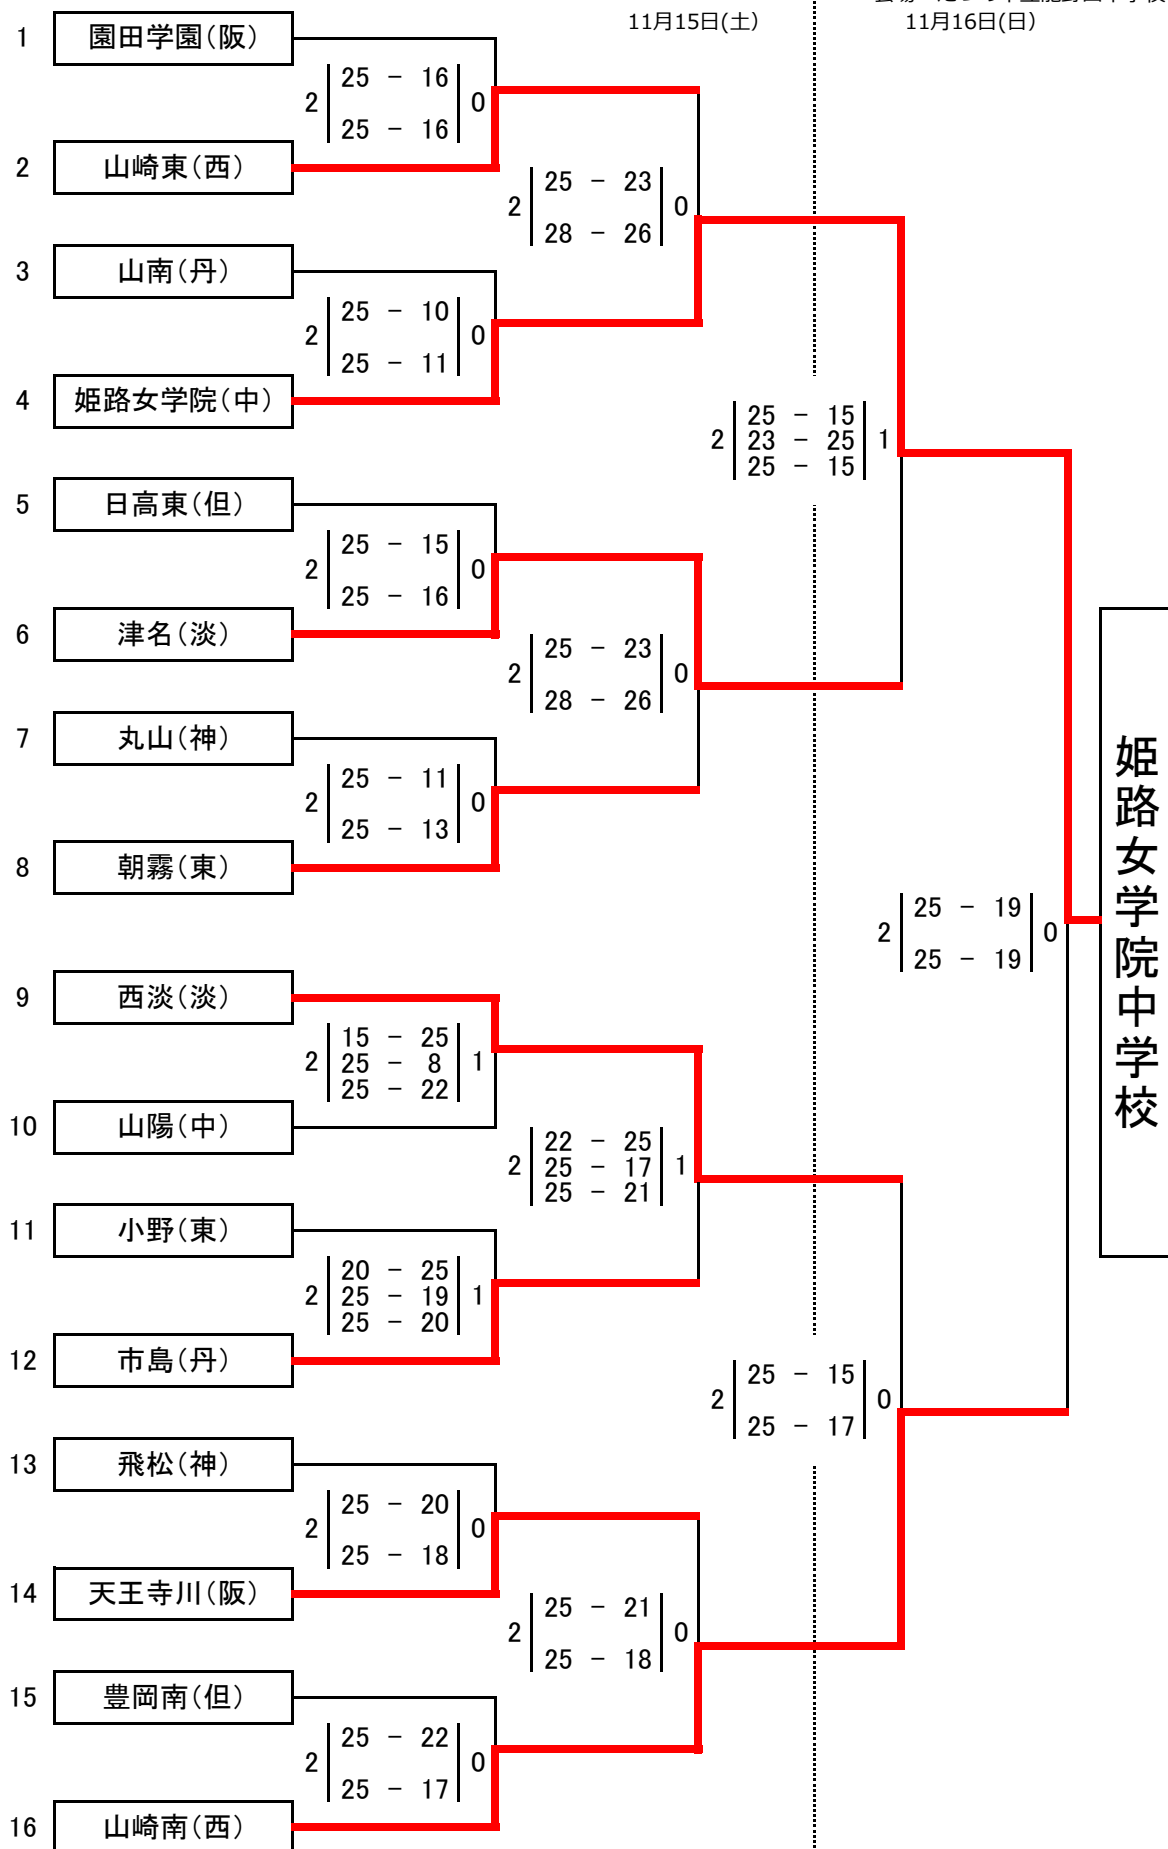 11月15日(土)
11月16日(日)
1 園田学園(阪)
2 25 - 16 0
25 - 16
2 山崎東(西)
2 25 - 23 0
28 - 26
3 山南(丹)
2 25 - 10 0
25 - 11
4 姫路女学院(中)
2 25 - 15 1
23 - 25
25 - 15
5 日高東(但)
2 25 - 15 0
25 - 16
6 津名(淡)
2 25 - 23 0
28 - 26
7 丸山(神)
2 25 - 11 0
25 - 13
8 朝霧(東)
2 25 - 19 0
25 - 19
姫路女学院中学校
9 西淡(淡)
2 15 - 25 1
25 - 8
25 - 22
10 山陽(中)
2 22 - 25 1
25 - 17
25 - 21
11 小野(東)
2 20 - 25 1
25 - 19
25 - 20
12 市島(丹)
2 25 - 15 0
25 - 17
13 飛松(神)
2 25 - 20 0
25 - 18
14 天王寺川(阪)
2 25 - 21 0
25 - 18
15 豊岡南(但)
2 25 - 22 0
25 - 17
16 山崎南(西)